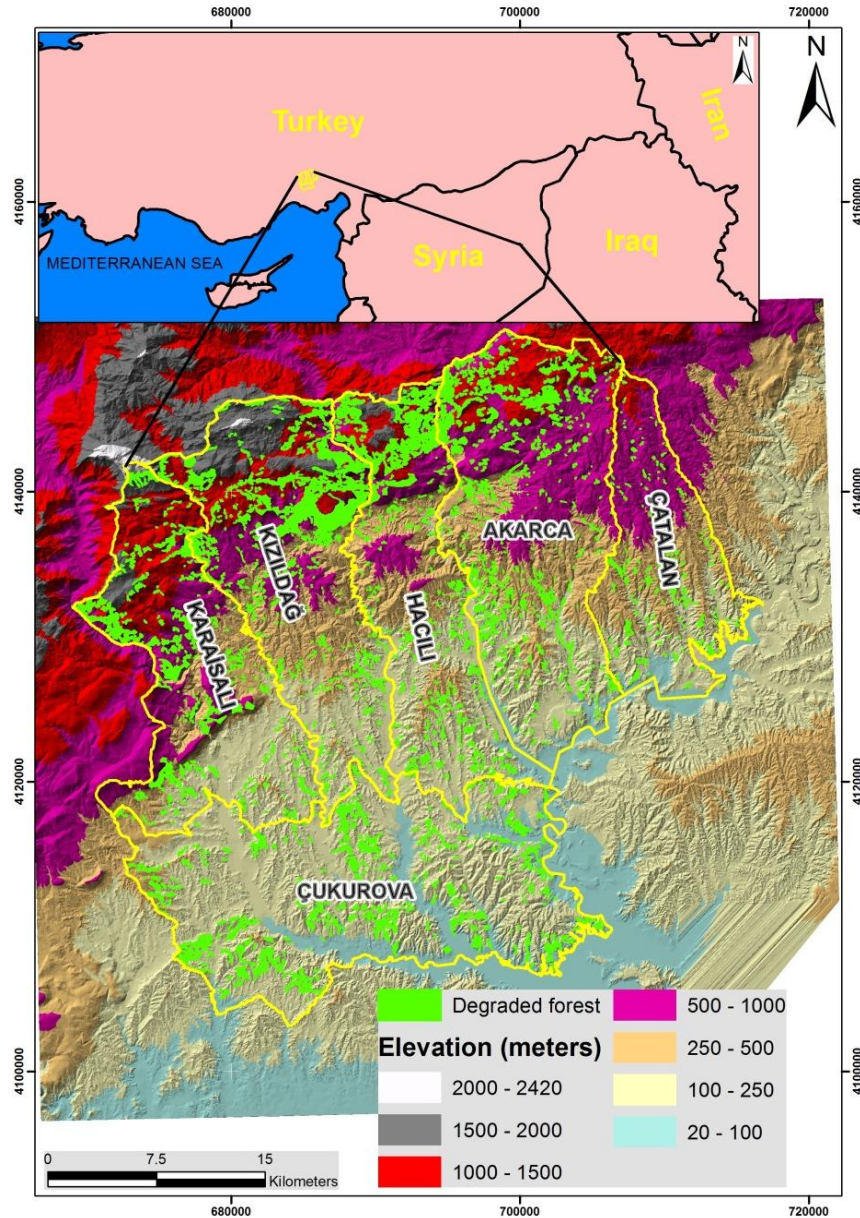 680000
700000
720000
N
N
Turkey
Iran
4160000
4160000
Syria
Iraq
MEDITERRANEAN SEA
4140000
4140000
KIZILDAĞ
AKARCA
ÇATALAN
HACILI
KARAİSALI
4120000
4120000
ÇUKUROVA
Degraded forest
500 - 1000
Elevation (meters)
250 - 500
2000 - 2420
100 - 250
1500 - 2000
20 - 100
1000 - 1500
4100000
4100000
0 7.5 15
Kilometers
680000
700000
720000